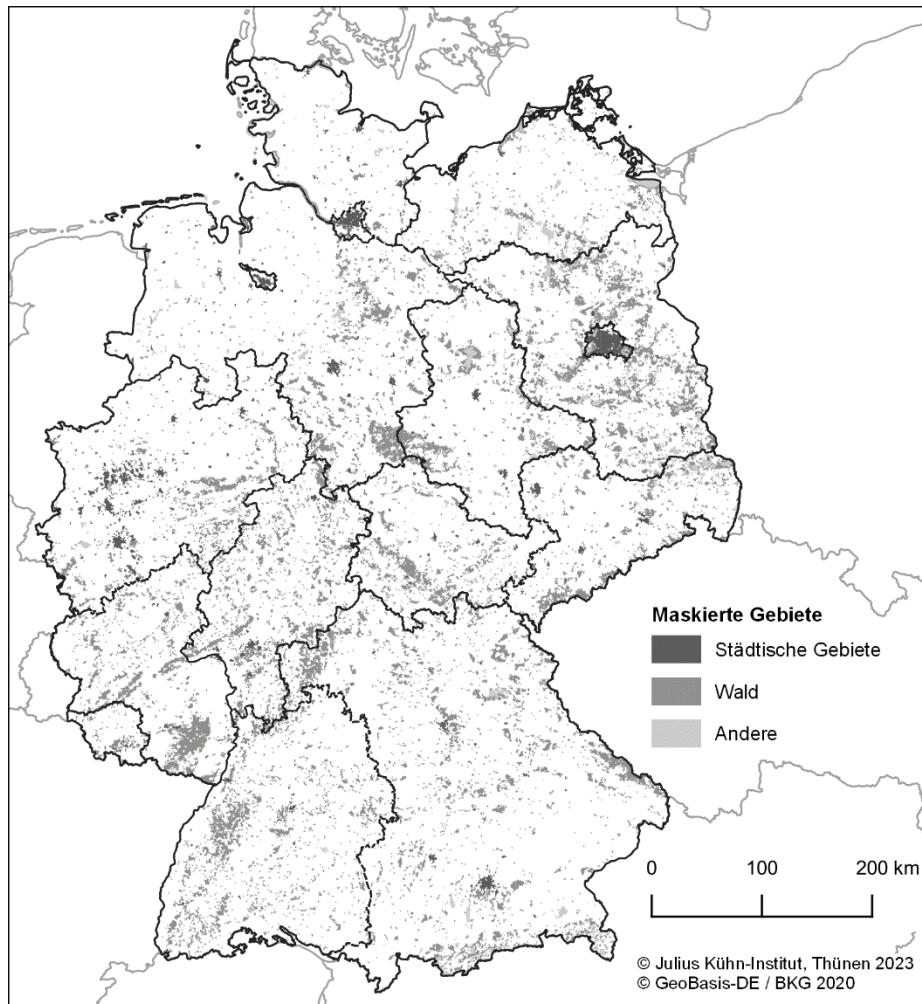 Maskierte Gebiete
Städtische Gebiete
Wald
Andere
0 100 200 km
© Julius Kühn-Institut, Thünen 2023
© GeoBasis-DE / BKG 2020